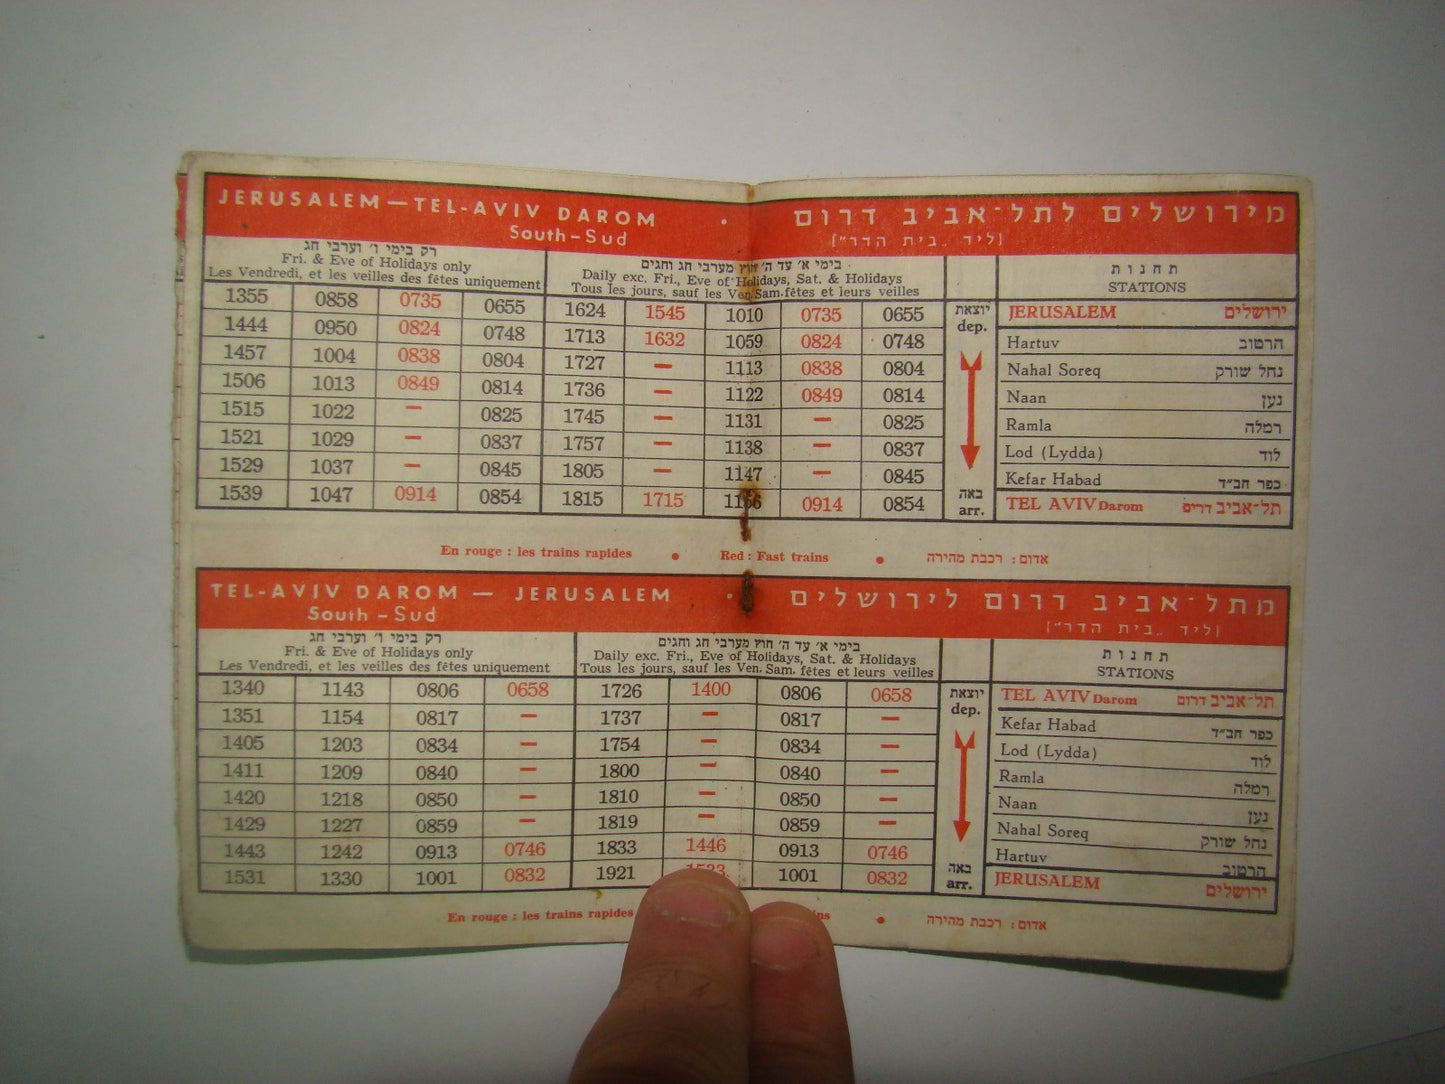 JERUSALEM — TEL-AVIV DAROM • מירושלים לתל-אביב דרום
South - Sud (ליד ..בית הדר")
רק בימי ו' וערבי חג בימי א' עד ה' חוץ מערבי חג וחגים תחנות
Fri. & Eve of Holidays only Daily exc. Fri., Eve of Holidays, Sat. & Holidays STATIONS
Les Vendredi, et les veilles des fêtes uniquement Tous les jours, sauf les Ven. Sam. fêtes et leurs veilles
1355 0858 0735 0655 1624 1545 1010 0735 0655 יוצאת dep. JERUSALEM ירושלים
1444 0950 0824 0748 1713 1632 1059 0824 0748 Hartuv הרטוב
1457 1004 0838 0804 1727 — 1113 0838 0804 Nahal Soreq נחל שורק
1506 1013 0849 0814 1736 — 1122 0849 0814 Naan נען
1515 1022 — 0825 1745 — 1131 — 0825 Ramla רמלה
1521 1029 — 0837 1757 — 1138 — 0837 Lod (Lydda) לוד
1529 1037 — 0845 1805 — 1147 — 0845 Kefar Habad כפר חב"ד
1539 1047 0914 0854 1815 1715 1156 0914 0854 באה arr. TEL AVIV Darom תל-אביב דרום
En rouge : les trains rapides • Red : Fast trains • אדום : רכבת מהירה
TEL-AVIV DAROM — JERUSALEM • מתל-אביב דרום לירושלים
South - Sud (ליד ..בית הדר")
רק בימי ו' וערבי חג בימי א' עד ה' חוץ מערבי חג וחגים תחנות
Fri. & Eve of Holidays only Daily exc. Fri., Eve of Holidays, Sat. & Holidays STATIONS
Les Vendredi, et les veilles des fêtes uniquement Tous les jours, sauf les Ven. Sam. fêtes et leurs veilles
1340 1143 0806 0658 1726 1400 0806 0658 יוצאת dep. TEL AVIV Darom תל-אביב דרום
1351 1154 0817 — 1737 — 0817 — Kefar Habad כפר חב"ד
1405 1203 0834 — 1754 — 0834 — Lod (Lydda) לוד
1411 1209 0840 — 1800 — 0840 — Ramla רמלה
1420 1218 0850 — 1810 — 0850 — Naan נען
1429 1227 0859 — 1819 — 0859 — Nahal Soreq נחל שורק
1443 1242 0913 0746 1833 1446 0913 0746 Hartuv הרטוב
1531 1330 1001 0832 1921 1001 0832 באה arr. JERUSALEM ירושלים
En rouge : les trains rapides • אדום : רכבת מהירה